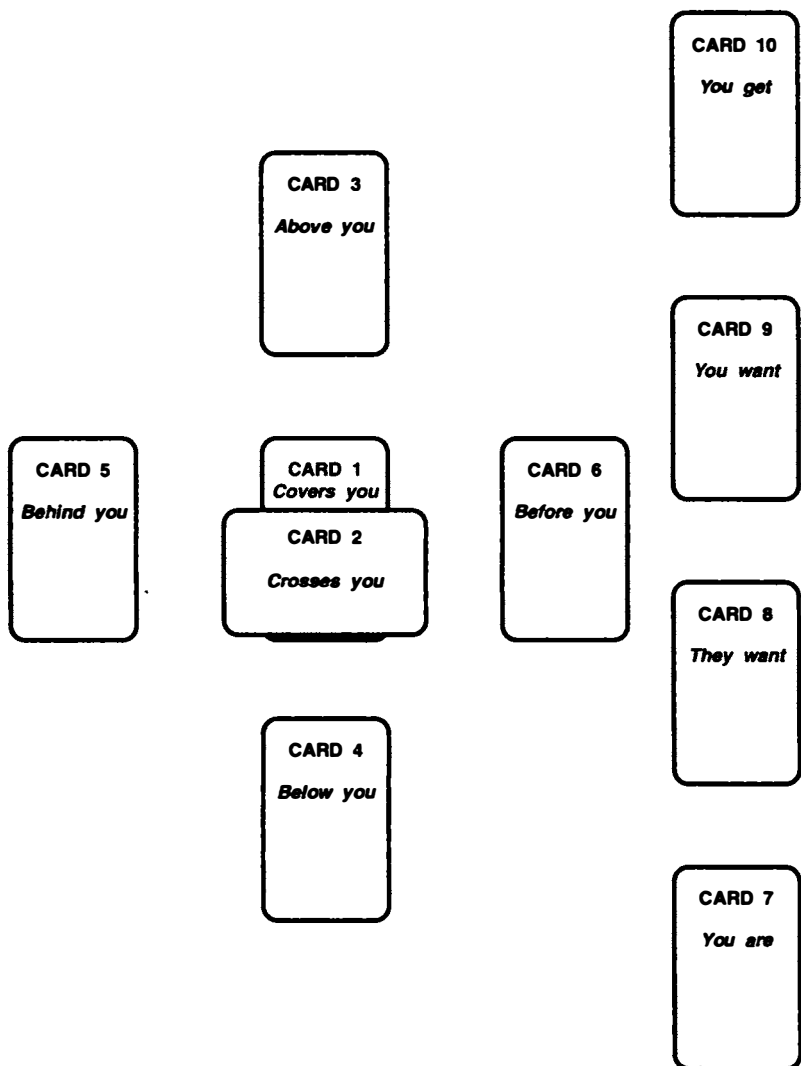 CARD 10
You get
CARD 3
Above you
CARD 9
You want
CARD 5
Behind you
CARD 1
Covers you
CARD 2
Crosses you
CARD 6
Before you
CARD 8
They want
CARD 4
Below you
CARD 7
You are